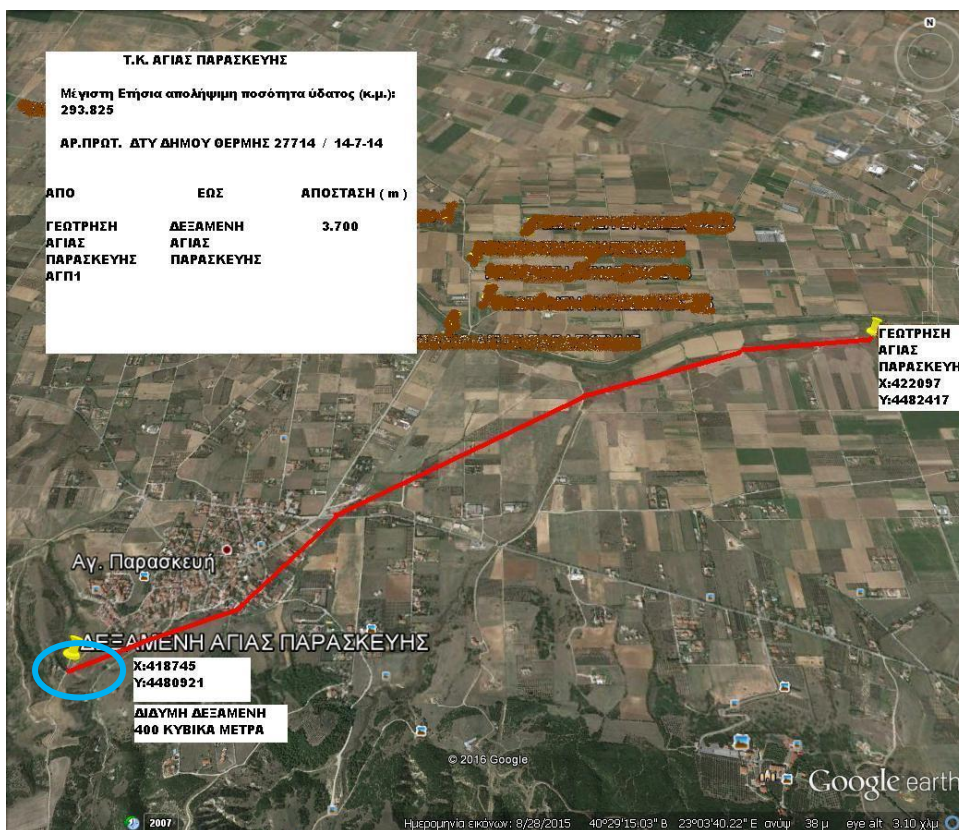 N
Τ.Κ. ΑΓΙΑΣ ΠΑΡΑΣΚΕΥΗΣ
Μέγιστη Ετήσια απολήψιμη ποσότητα ύδατος (κ.μ.):
293.825
ΑΡ.ΠΡΩΤ. ΔΤΥ ΔΗΜΟΥ ΘΕΡΜΗΣ 27714 / 14-7-14
ΑΠΟ ΕΩΣ ΑΠΟΣΤΑΣΗ ( m )
ΓΕΩΤΡΗΣΗ ΔΕΞΑΜΕΝΗ 3.700
ΑΓΙΑΣ ΑΓΙΑΣ
ΠΑΡΑΣΚΕΥΗΣ ΠΑΡΑΣΚΕΥΗΣ
ΑΓΠ1
ΓΕΩΤΡΗΣΗ
ΑΓΙΑΣ
ΠΑΡΑΣΚΕΥΗ
Χ:422097
Υ:4482417
Αγ. Παρασκευή
ΔΕΞΑΜΕΝΗ ΑΓΙΑΣ ΠΑΡΑΣΚΕΥΗΣ
Χ:418745
Υ:4480921
ΔΙΔΥΜΗ ΔΕΞΑΜΕΝΗ
400 ΚΥΒΙΚΑ ΜΕΤΡΑ
© 2016 Google
Google earth
2007
Ημερομηνία εικόνων: 8/28/2015 40°29'15.03" Β 23°03'40.22" Ε ανύψ 38 μ eye alt 3.10 χλμ